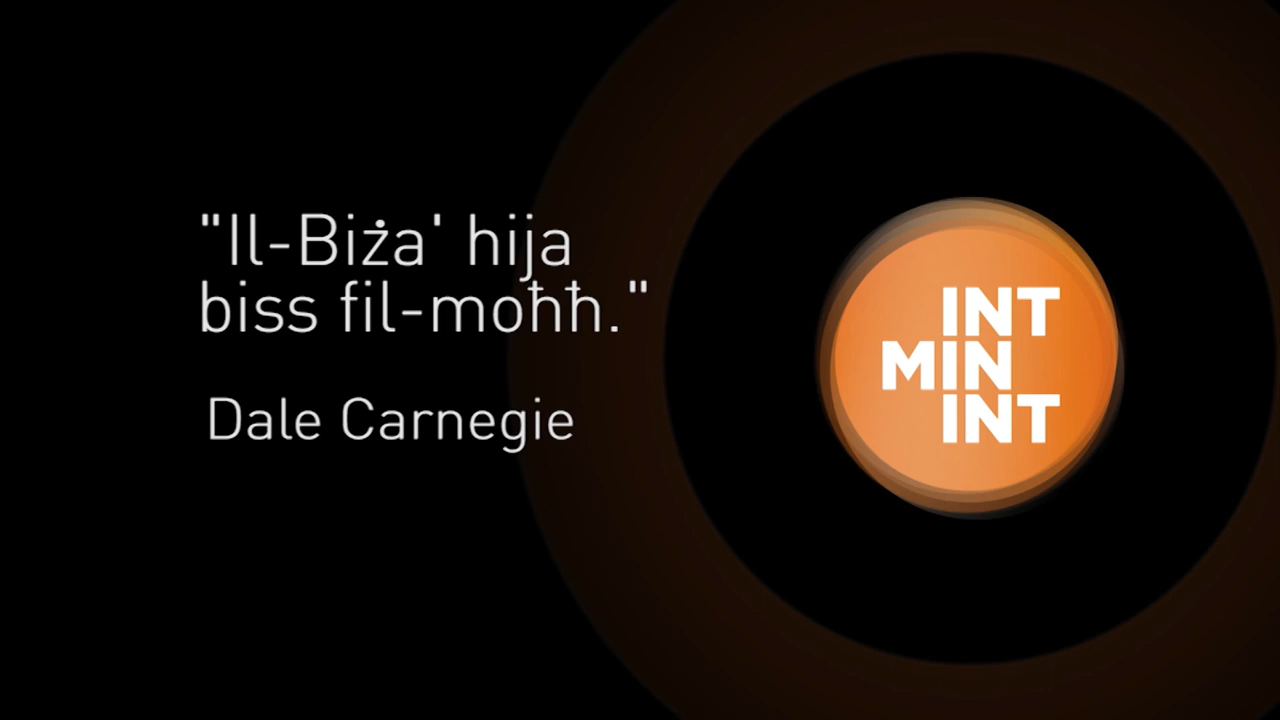 "Il-Biża' hija
biss fil-moħħ."
Dale Carnegie
INT
MIN
INT